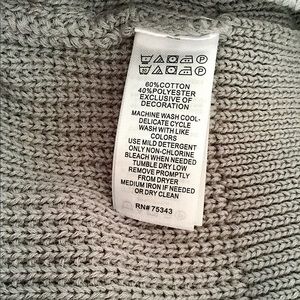 60%COTTON
40%POLYESTER
EXCLUSIVE OF
DECORATION
MACHINE WASH COOL-
DELICATE CYCLE
WASH WITH LIKE
COLORS
USE MILD DETERGENT
ONLY NON-CHLORINE
BLEACH WHEN NEEDED
TUMBLE DRY LOW
REMOVE PROMPTLY
FROM DRYER
MEDIUM IRON IF NEEDED
OR DRY CLEAN
RN# 75343